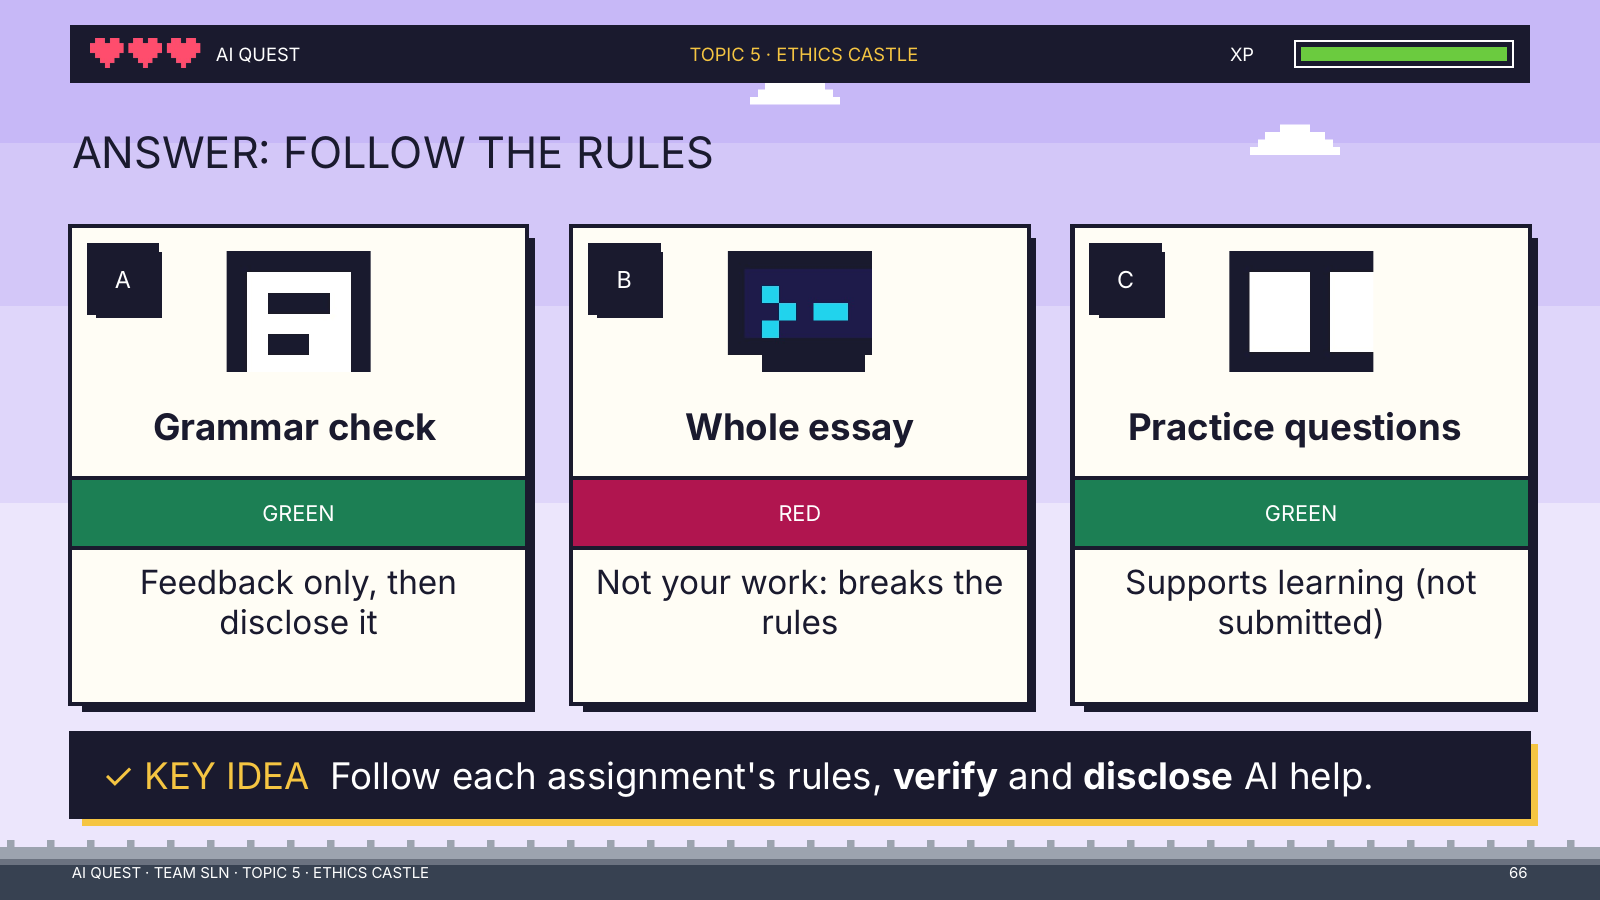 AI QUEST
TOPIC 5 · ETHICS CASTLE
XP
ANSWER: FOLLOW THE RULES
A
Grammar check
GREEN
Feedback only, then
disclose it
B
Whole essay
RED
Not your work: breaks the
rules
C
Practice questions
GREEN
Supports learning (not
submitted)
✓ KEY IDEA Follow each assignment's rules, verify and disclose AI help.
AI QUEST · TEAM SLN · TOPIC 5 · ETHICS CASTLE
66